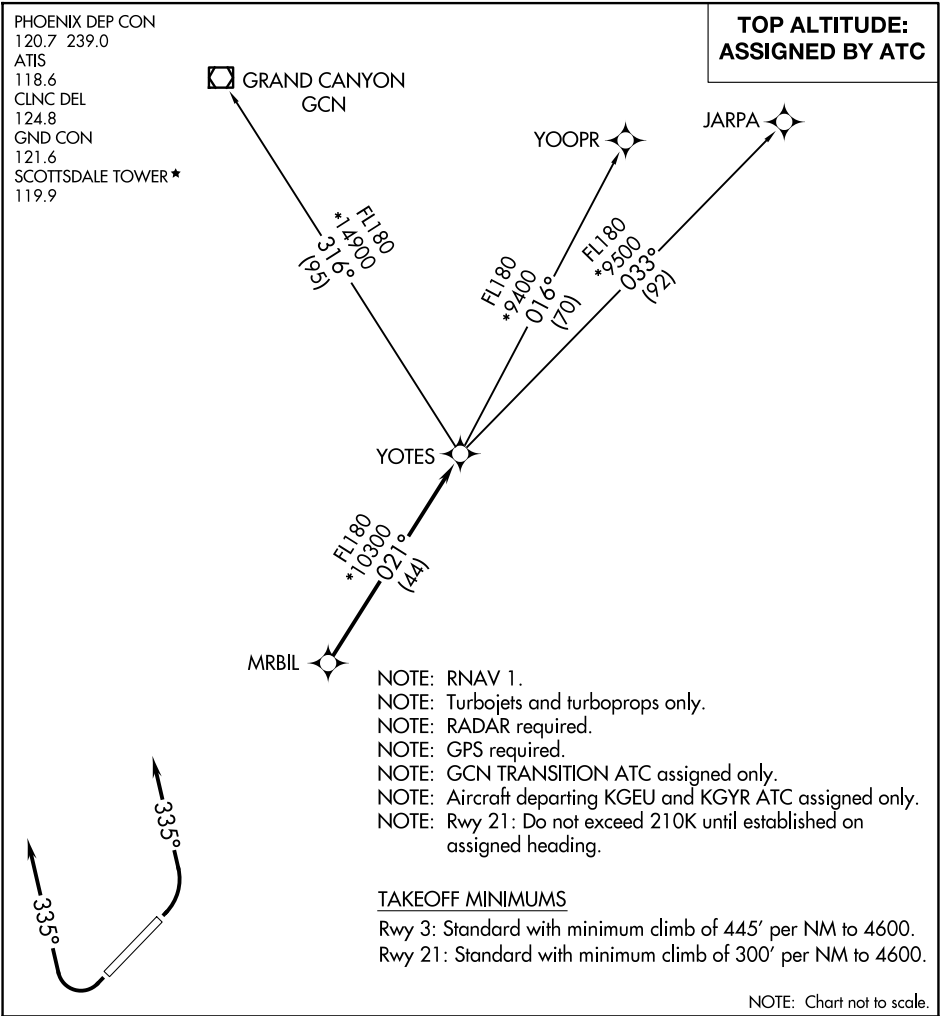 PHOENIX DEP CON
120.7 239.0
ATIS
118.6
CLNC DEL
124.8
GND CON
121.6
SCOTTSDALE TOWER★
119.9
TOP ALTITUDE:
ASSIGNED BY ATC
GRAND CANYON
GCN
YOOPR
JARPA
FL180
*14900
316°
(95)
FL180
*9400
016°
(70)
FL180
*9500
033°
(92)
YOTES
FL180
*10300
021°
(44)
MRBIL
NOTE: RNAV 1.
NOTE: Turbojets and turboprops only.
NOTE: RADAR required.
NOTE: GPS required.
NOTE: GCN TRANSITION ATC assigned only.
NOTE: Aircraft departing KGEU and KGYR ATC assigned only.
NOTE: Rwy 21: Do not exceed 210K until established on
assigned heading.
335°
335°
TAKEOFF MINIMUMS
Rwy 3: Standard with minimum climb of 445' per NM to 4600.
Rwy 21: Standard with minimum climb of 300' per NM to 4600.
NOTE: Chart not to scale.